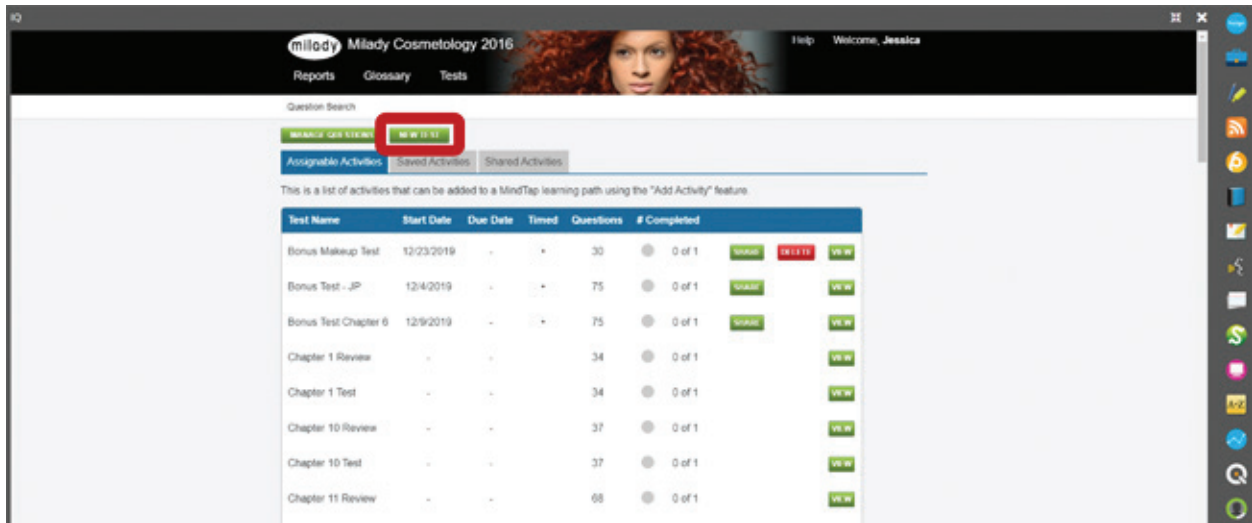 IQ
milady Milady Cosmetology 2016 Help Welcome, Jessica
Reports Glossary Tests
Question Search
MANAGE QUESTIONS NEW TEST
Assignable Activities Saved Activities Shared Activities
This is a list of activities that can be added to a MindTap learning path using the "Add Activity" feature.
Test Name Start Date Due Date Timed Questions # Completed
Bonus Makeup Test 12/23/2019 - • 30 0 of 1 SHARE DELETE VIEW
Bonus Test - JP 12/4/2019 - • 75 0 of 1 SHARE VIEW
Bonus Test Chapter 6 12/9/2019 - • 75 0 of 1 SHARE VIEW
Chapter 1 Review - - 34 0 of 1 VIEW
Chapter 1 Test - - 34 0 of 1 VIEW
Chapter 10 Review - - 37 0 of 1 VIEW
Chapter 10 Test - - 37 0 of 1 VIEW
Chapter 11 Review - - 68 0 of 1 VIEW
A-Z